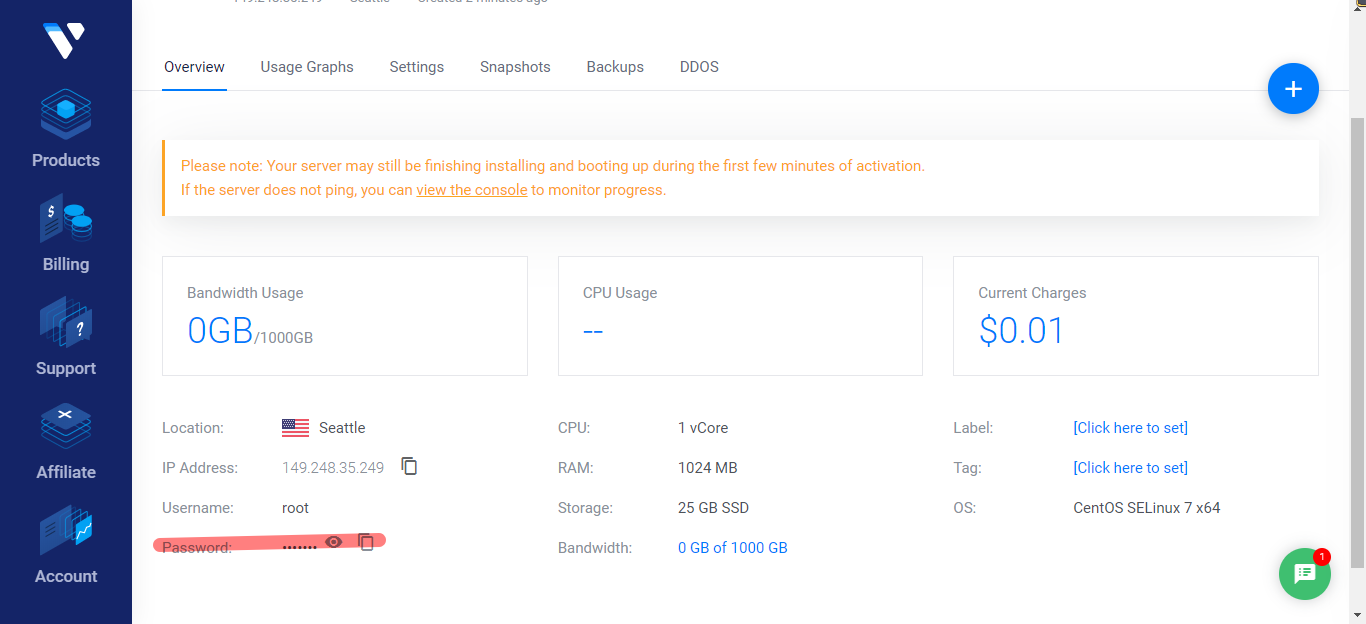 149.248.35.249 Seattle Created 2 minutes ago
Overview Usage Graphs Settings Snapshots Backups DDOS
Products
Billing
Support
Affiliate
Account
Please note: Your server may still be finishing installing and booting up during the first few minutes of activation.
If the server does not ping, you can view the console to monitor progress.
Bandwidth Usage
0GB/1000GB
CPU Usage
--
Current Charges
$0.01
Location: Seattle
IP Address: 149.248.35.249
Username: root
Password: •••••••
CPU: 1 vCore
RAM: 1024 MB
Storage: 25 GB SSD
Bandwidth: 0 GB of 1000 GB
Label: [Click here to set]
Tag: [Click here to set]
OS: CentOS SELinux 7 x64
1